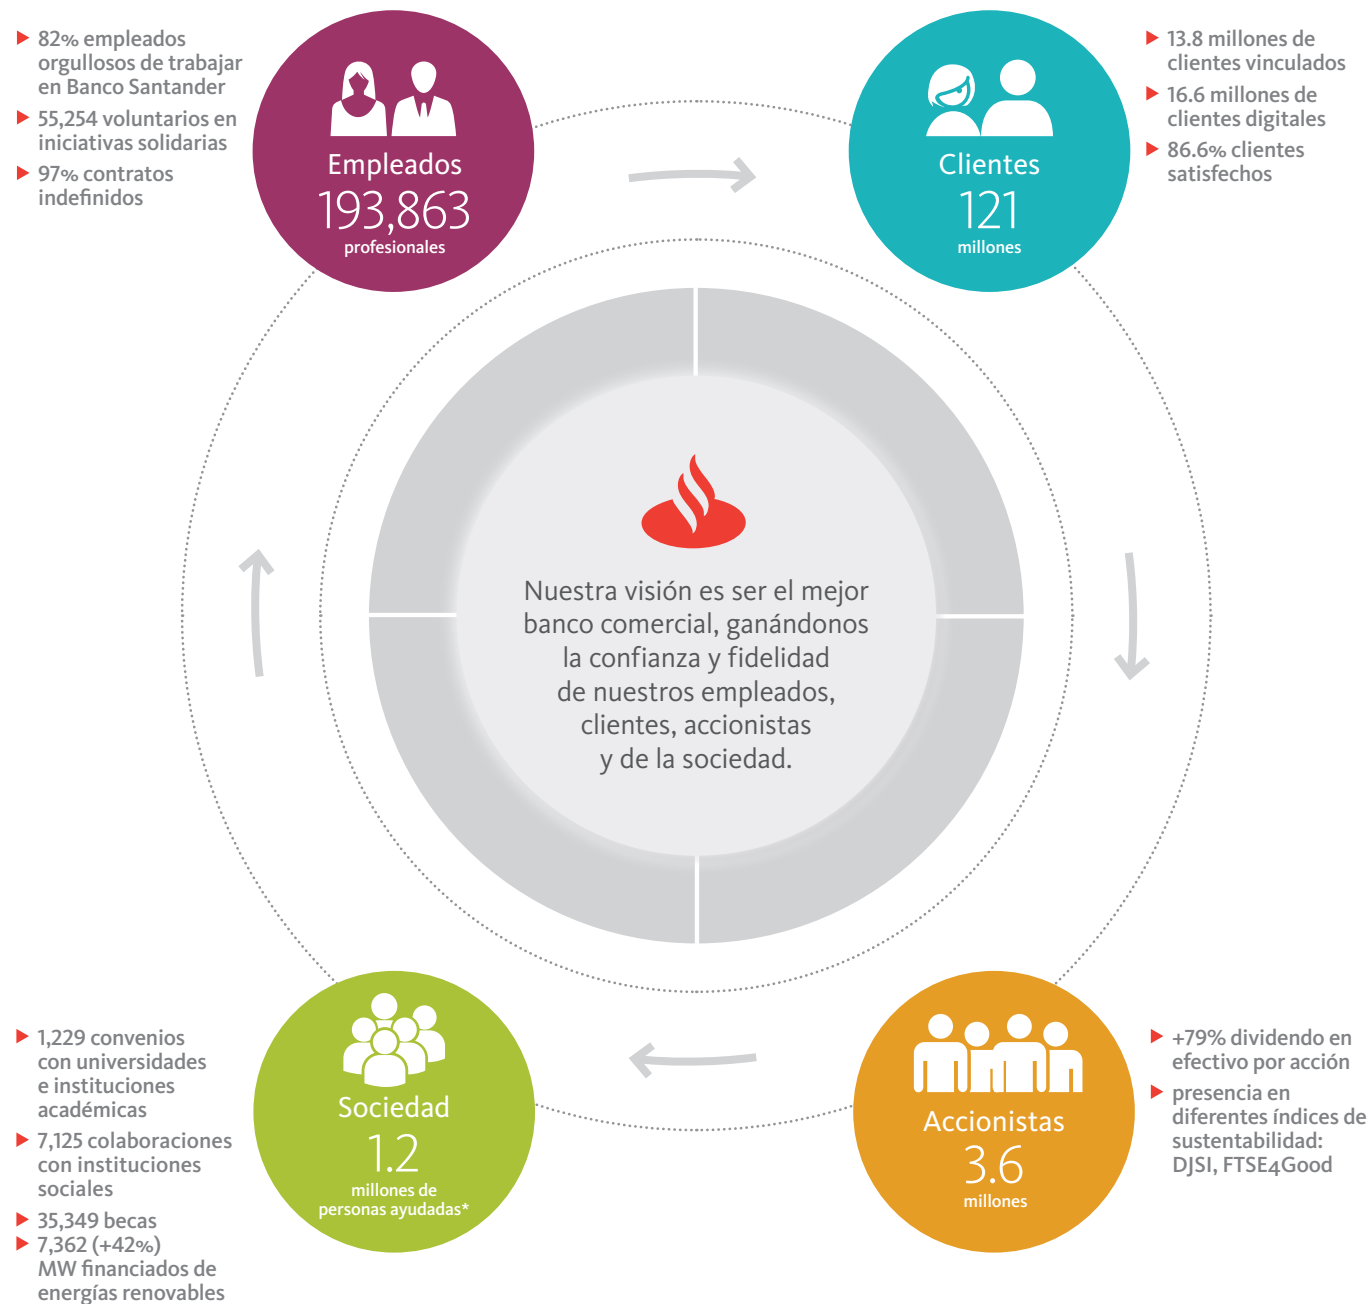 82% empleados
orgullosos de trabajar
en Banco Santander
55,254 voluntarios en
iniciativas solidarias
97% contratos
indefinidos
Empleados
193,863
profesionales
Clientes
121
millones
13.8 millones de
clientes vinculados
16.6 millones de
clientes digitales
86.6% clientes
satisfechos
Nuestra visión es ser el mejor
banco comercial, ganándonos
la confianza y fidelidad
de nuestros empleados,
clientes, accionistas
y de la sociedad.
1,229 convenios
con universidades
e instituciones
académicas
7,125 colaboraciones
con instituciones
sociales
35,349 becas
7,362 (+42%)
MW financiados de
energías renovables
Sociedad
1.2
millones de
personas ayudadas*
Accionistas
3.6
millones
+79% dividendo en
efectivo por acción
presencia en
diferentes índices de
sustentabilidad:
DJSI, FTSE4Good